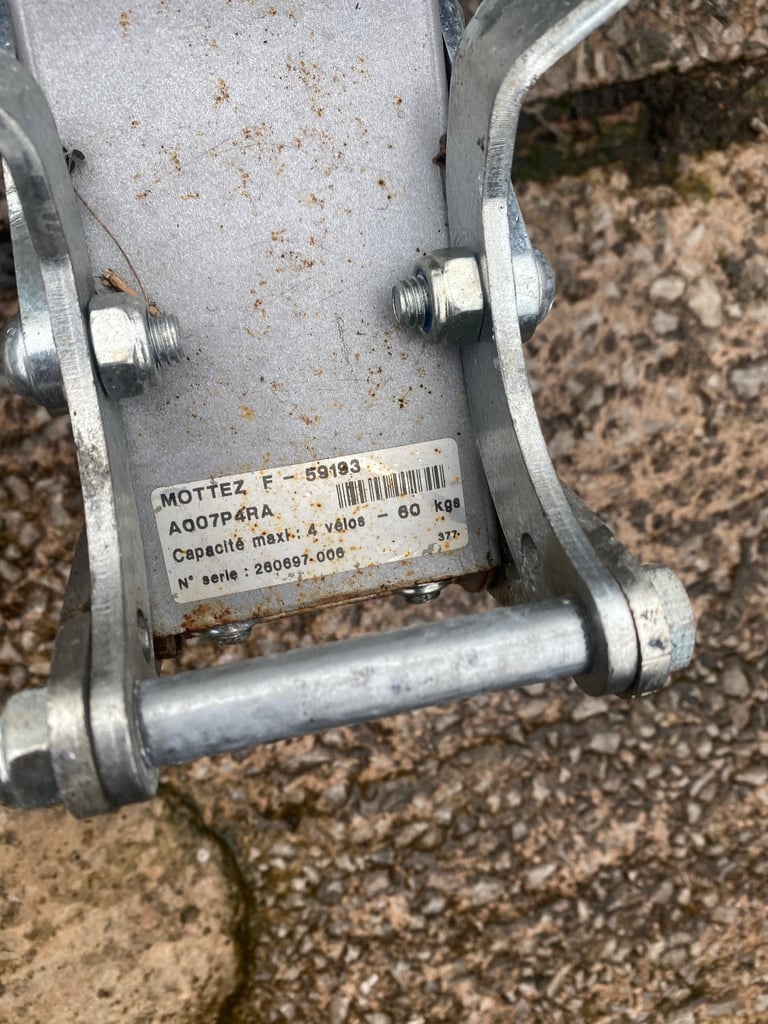 MOTTEZ F - 59193
A007P4RA
Capacité maxi : 4 vélos - 60 kgs
N° serie : 260697-006
377-